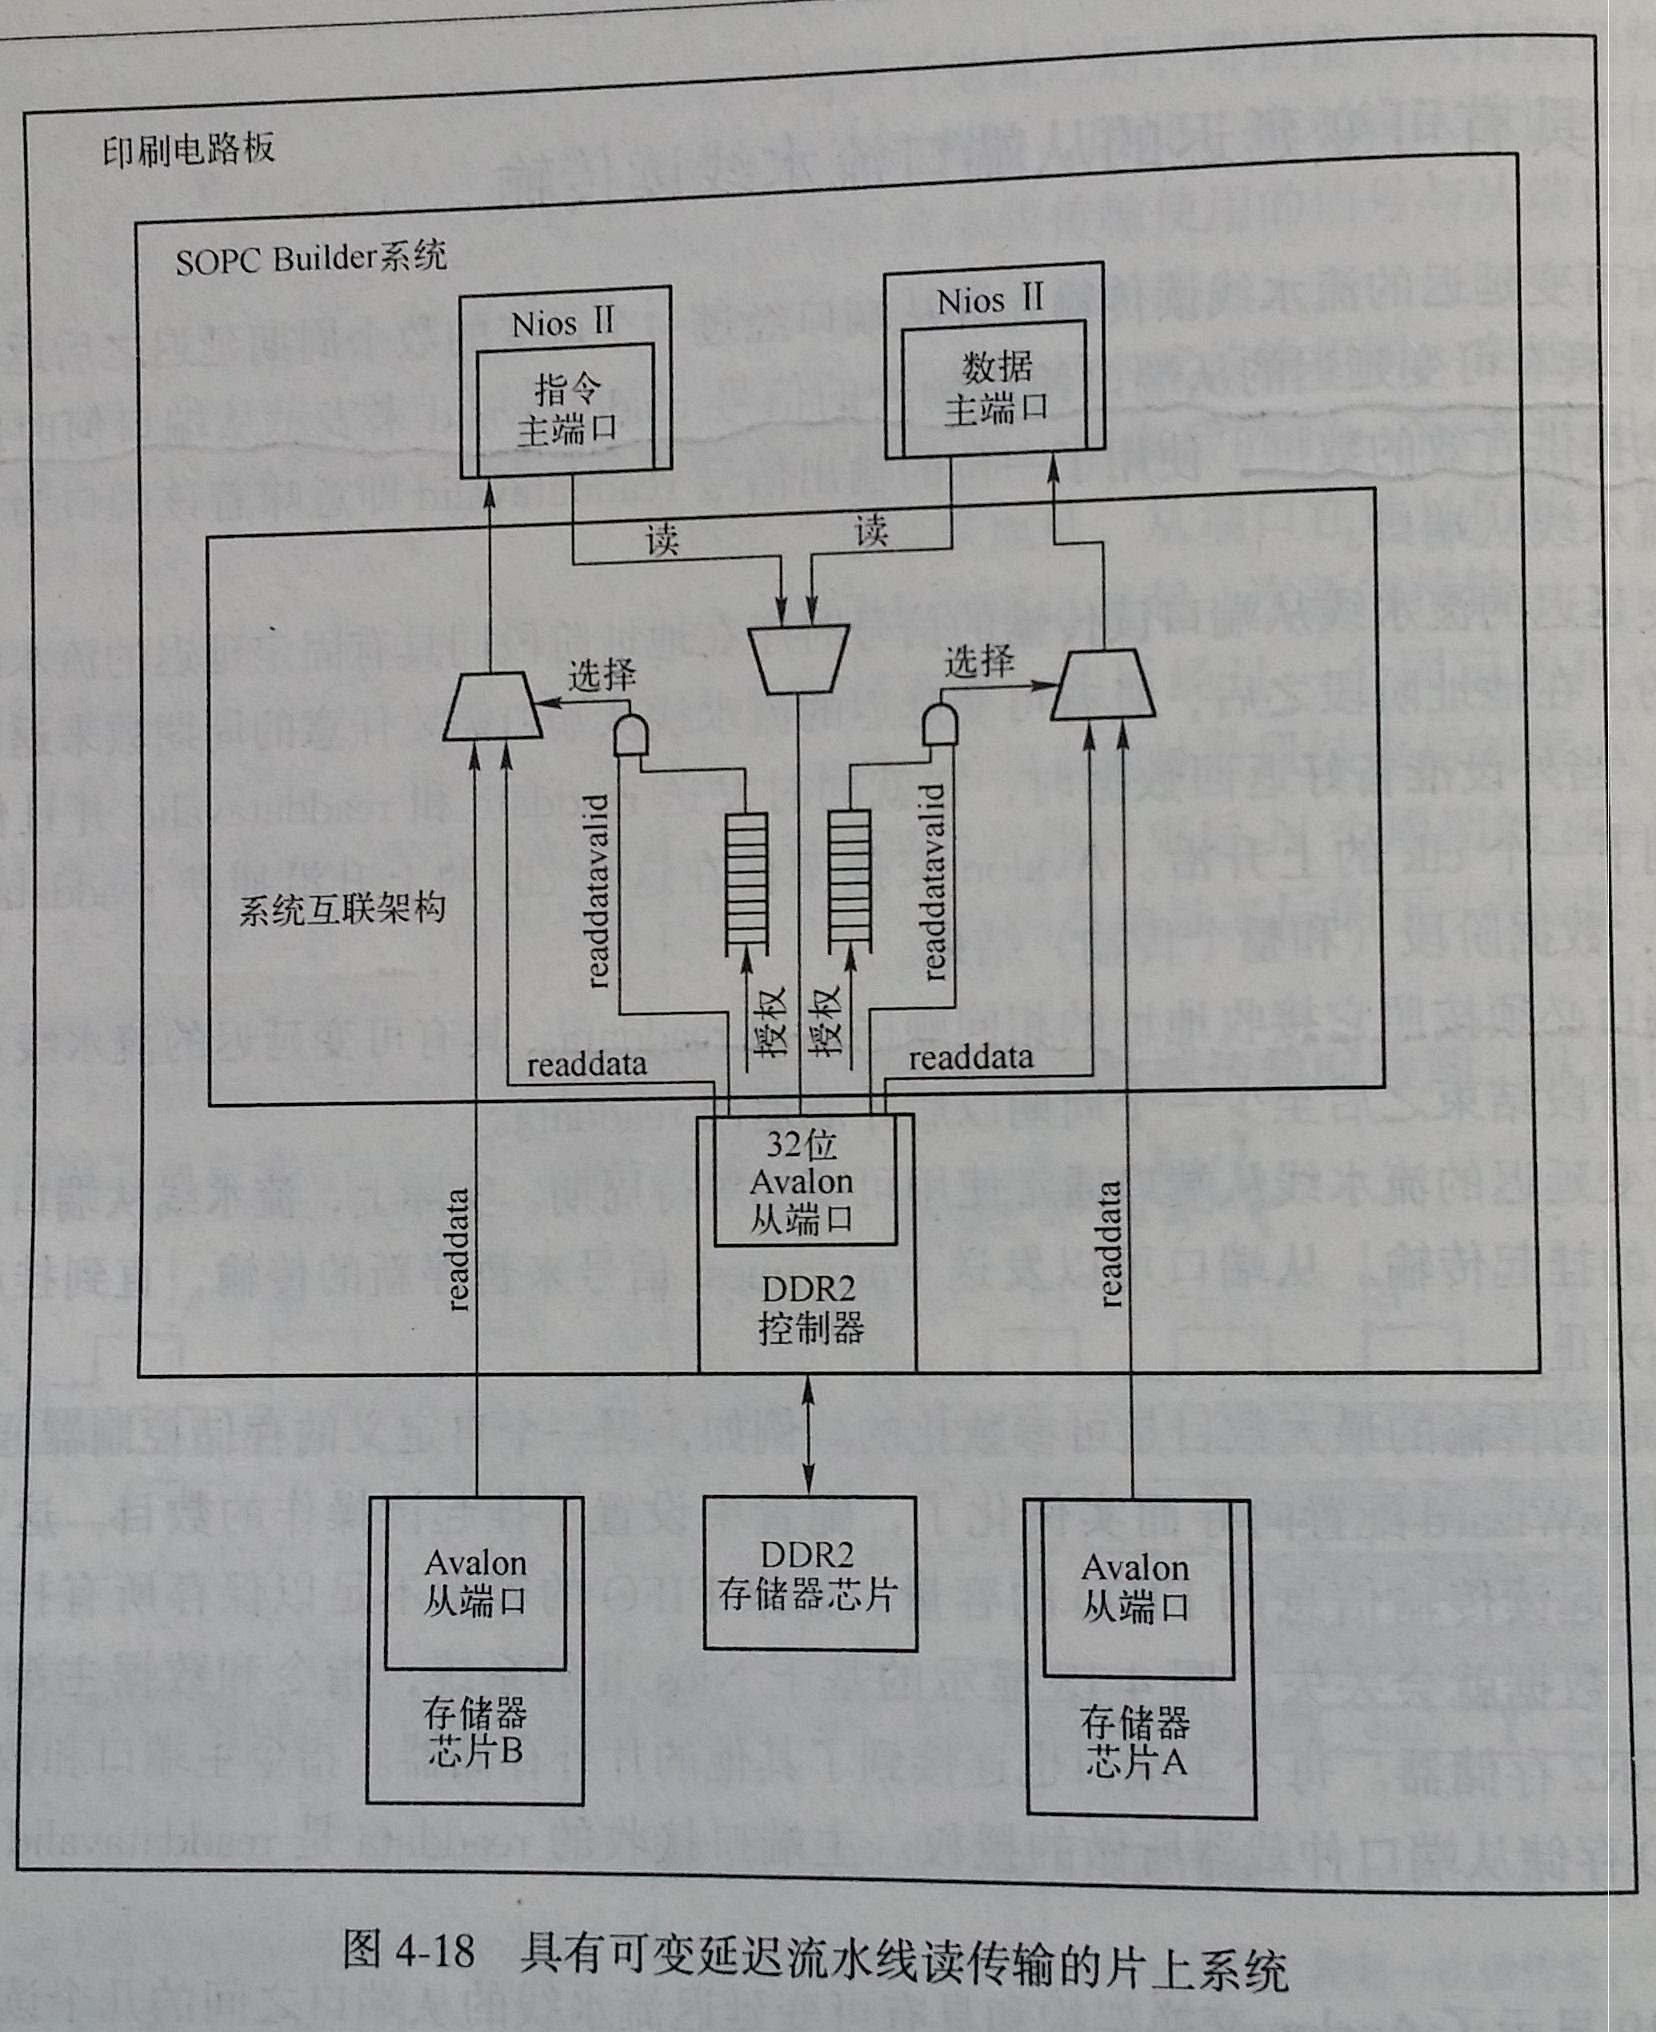 印刷电路板
SOPC Builder系统
Nios II
指令
主端口
Nios II
数据
主端口
读
读
系统互联架构
选择
选择
readdatavalid
readdatavalid
授权
授权
readdata
readdata
readdata
readdata
32位
Avalon
从端口
DDR2
控制器
Avalon
从端口
存储器
芯片B
DDR2
存储器芯片
Avalon
从端口
存储器
芯片A
图 4-18 具有可变延迟流水线读传输的片上系统